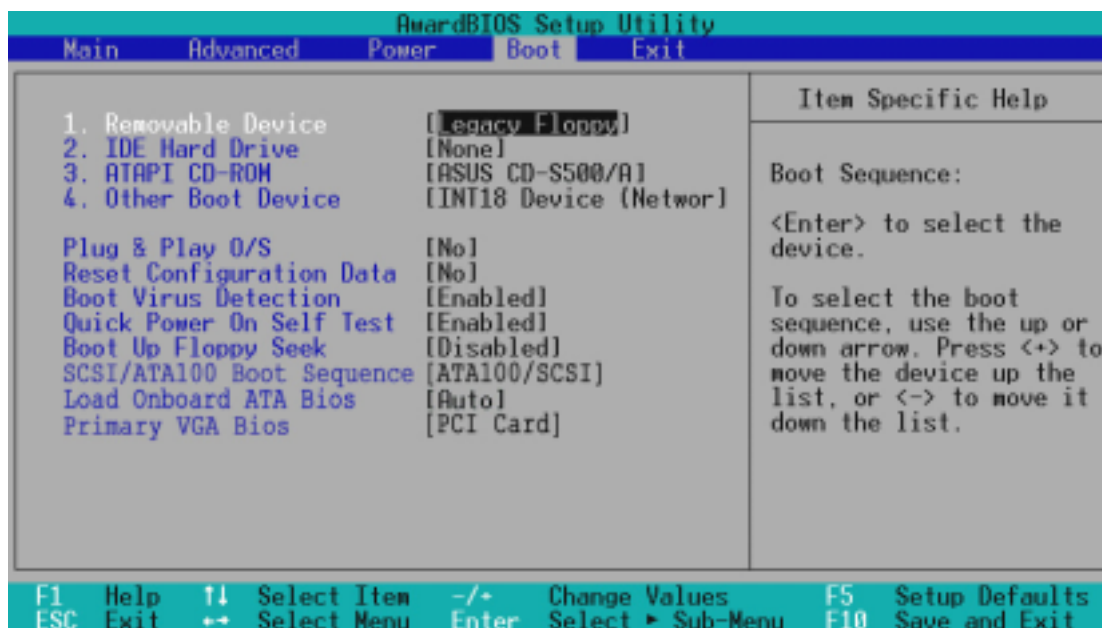 AwardBIOS Setup Utility
Main Advanced Power Boot Exit
1. Removable Device [Legacy Floppy]
2. IDE Hard Drive [None]
3. ATAPI CD-ROM [ASUS CD-S500/A]
4. Other Boot Device [INT18 Device (Networ]
Plug & Play O/S [No]
Reset Configuration Data [No]
Boot Virus Detection [Enabled]
Quick Power On Self Test [Enabled]
Boot Up Floppy Seek [Disabled]
SCSI/ATA100 Boot Sequence [ATA100/SCSI]
Load Onboard ATA Bios [Auto]
Primary VGA Bios [PCI Card]
Item Specific Help
Boot Sequence:
<Enter> to select the
device.
To select the boot
sequence, use the up or
down arrow. Press <+> to
move the device up the
list, or <-> to move it
down the list.
F1 Help ↑↓ Select Item -/+ Change Values F5 Setup Defaults
ESC Exit ←→ Select Menu Enter Select ► Sub-Menu F10 Save and Exit